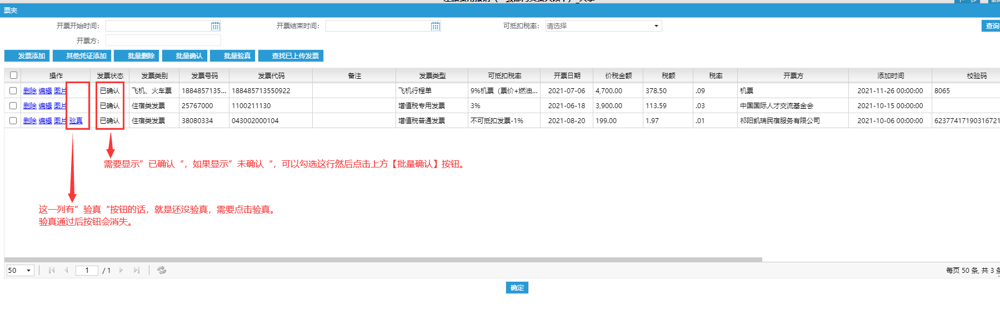 票夹
开票开始时间：
开票结束时间：
可抵扣税率： 请选择
查询
开票方：
发票添加 其他凭证添加 批量删除 批量确认 批量验真 查找已上传发票
操作 发票状态 发票类别 发票号码 发票代码 备注 发票类型 可抵扣税率 开票日期 价税金额 税额 税率 开票方 添加时间 校验码
删除 编辑 图片 已确认 飞机、火车票 1884857135... 188485713550922 飞机行程单 9%机票（票价+燃油... 2021-07-06 4,700.00 378.50 .09 机票 2021-11-26 00:00:00 8065
删除 编辑 图片 已确认 住宿类发票 25767000 1100211130 增值税专用发票 3% 2021-06-18 3,900.00 113.59 .03 中国国际人才交流基金会 2021-10-15 00:00:00
删除 编辑 图片 验真 已确认 住宿类发票 38080334 043002000104 增值税普通发票 不可抵扣发票-1% 2021-08-20 199.00 1.97 .01 祁阳凯瑞民宿服务有限公司 2021-10-06 00:00:00 62377417190316721
需要显示”已确认“，如果显示”未确认“，可以勾选这行然后点击上方【批量确认】按钮。
这一列有”验真“按钮的话，就是还没验真，需要点击验真。
验真通过后按钮会消失。
50 1 / 1 每页 50 条, 共 3 条
确定